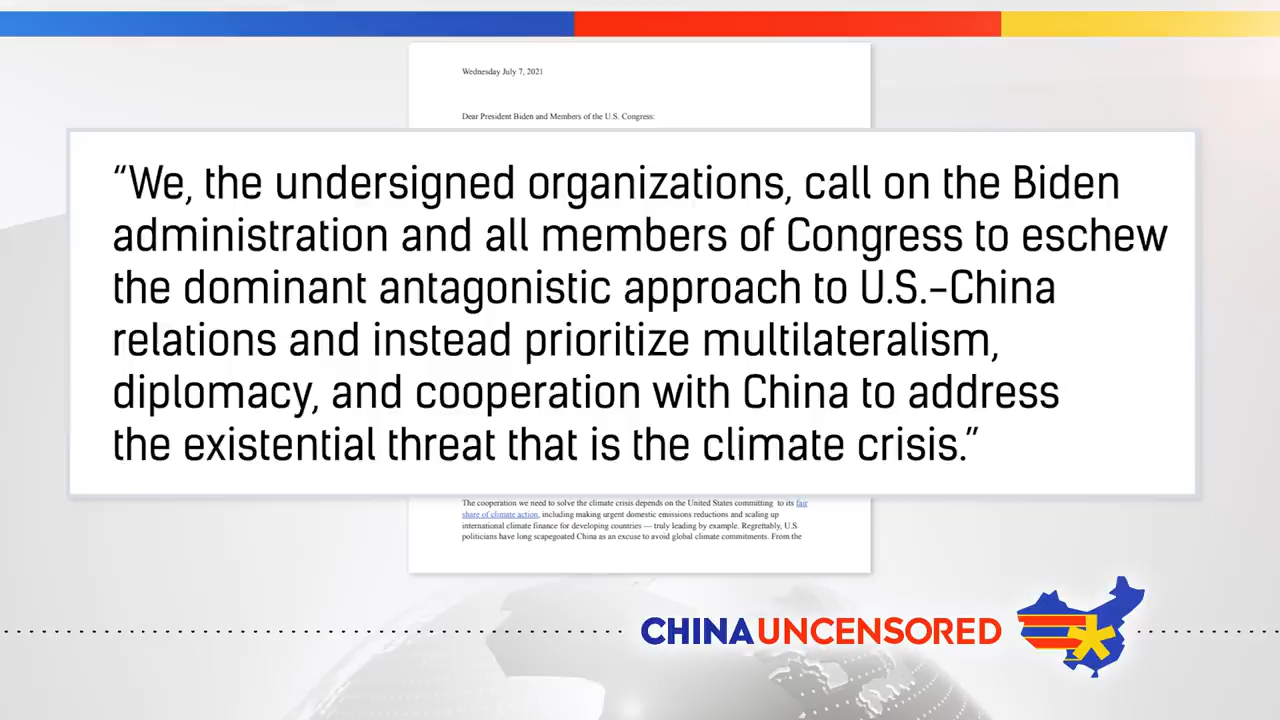 Wednesday July 7, 2021
Dear President Biden and Members of the U.S. Congress:
“We, the undersigned organizations, call on the Biden
administration and all members of Congress to eschew
the dominant antagonistic approach to U.S.-China
relations and instead prioritize multilateralism,
diplomacy, and cooperation with China to address
the existential threat that is the climate crisis.”
The cooperation we need to solve the climate crisis depends on the United States committing to its fair
share of climate action, including making urgent domestic emissions reductions and scaling up
international climate finance for developing countries — truly leading by example. Regrettably, U.S.
politicians have long scapegoated China as an excuse to avoid global climate commitments. From the
CHINA UNCENSORED